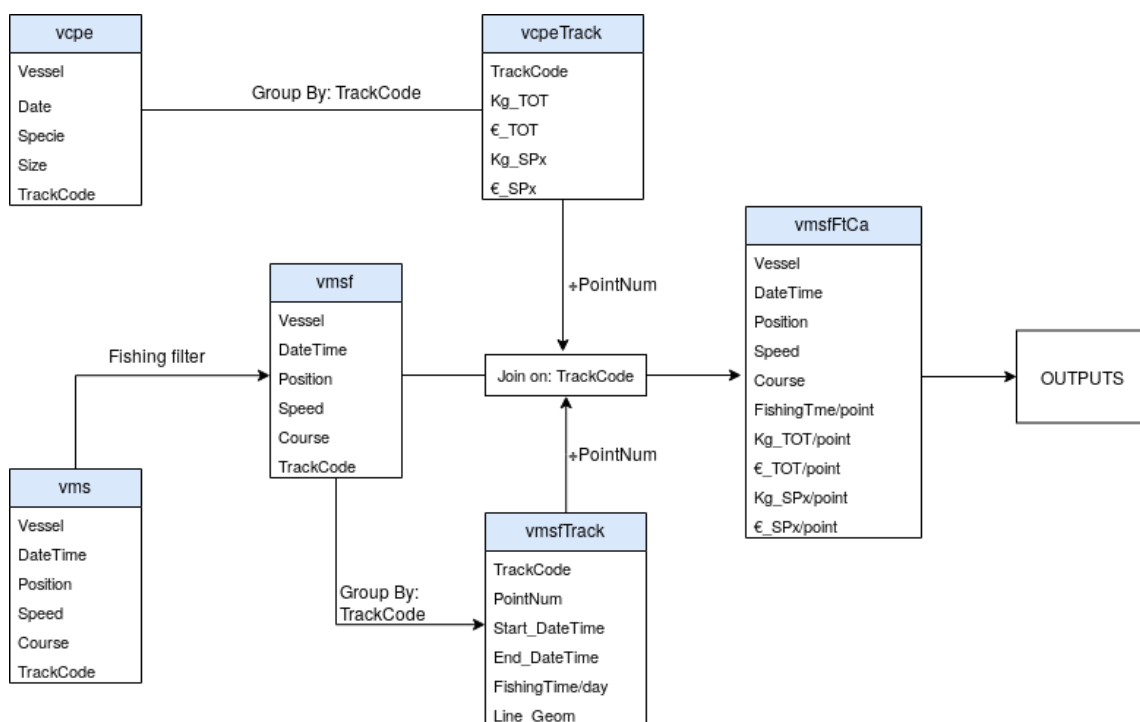 vcpe
Vessel
Date
Specie
Size
TrackCode
Group By: TrackCode
vcpeTrack
TrackCode
Kg_TOT
€_TOT
Kg_SPx
€_SPx
÷PointNum
vms
Vessel
DateTime
Position
Speed
Course
TrackCode
Fishing filter
vmsf
Vessel
DateTime
Position
Speed
Course
TrackCode
Join on: TrackCode
÷PointNum
Group By:
TrackCode
vmsfTrack
TrackCode
PointNum
Start_DateTime
End_DateTime
FishingTime/day
Line_Geom
vmsfFtCa
Vessel
DateTime
Position
Speed
Course
FishingTme/point
Kg_TOT/point
€_TOT/point
Kg_SPx/point
€_SPx/point
OUTPUTS